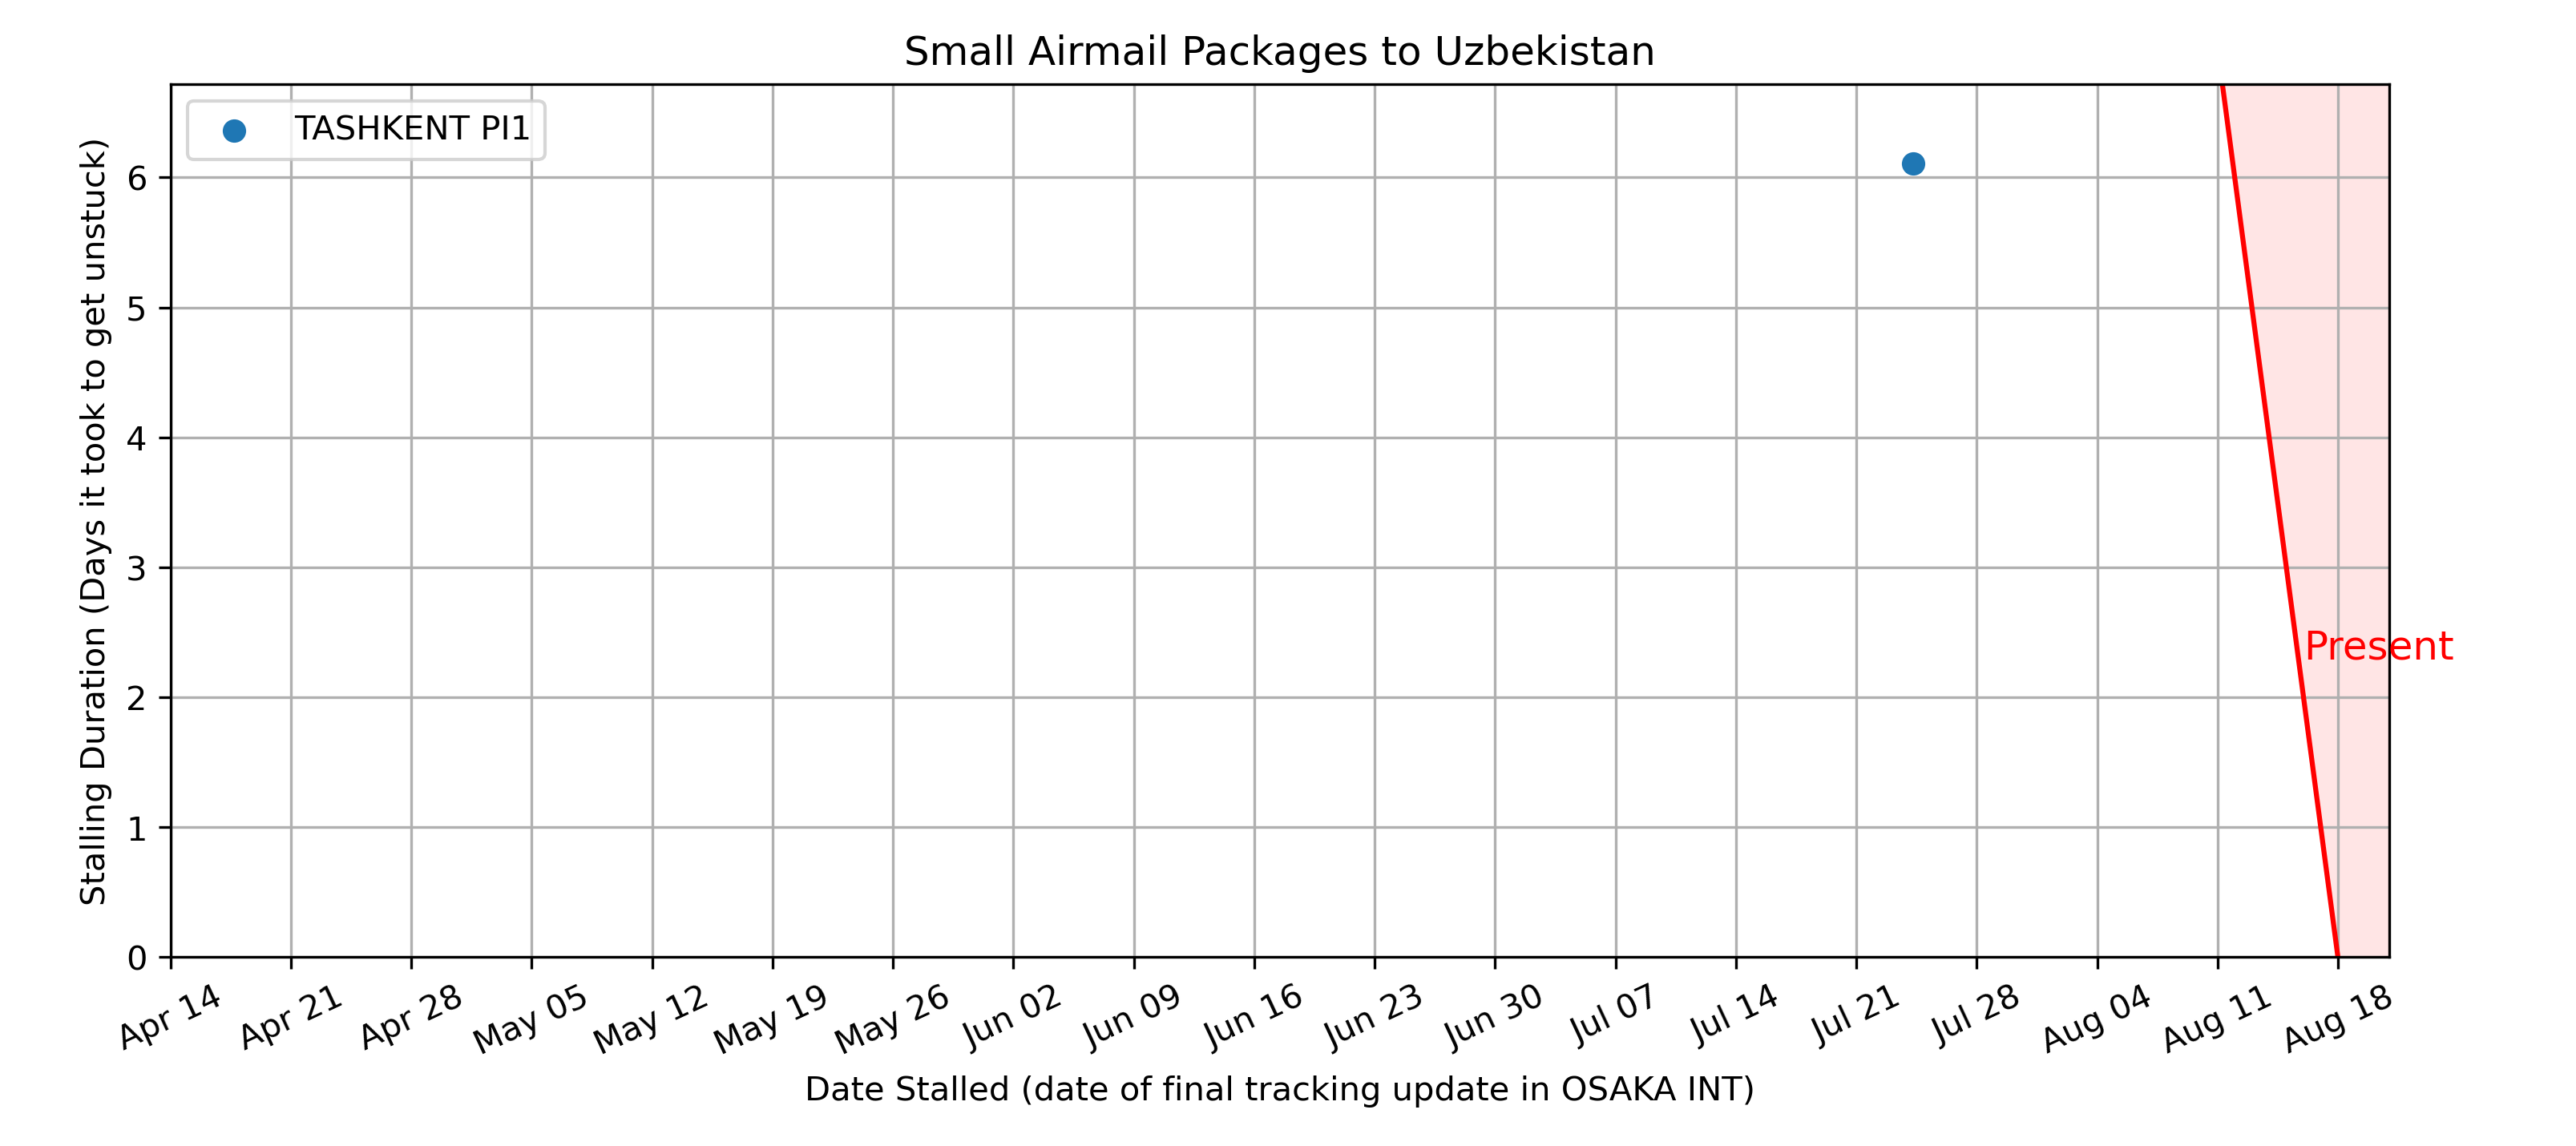 Small Airmail Packages to Uzbekistan
TASHKENT PI1
Stalling Duration (Days it took to get unstuck)
6
5
4
3
2
1
0
Present
Apr 14
Apr 21
Apr 28
May 05
May 12
May 19
May 26
Jun 02
Jun 09
Jun 16
Jun 23
Jun 30
Jul 07
Jul 14
Jul 21
Jul 28
Aug 04
Aug 11
Aug 18
Date Stalled (date of final tracking update in OSAKA INT)